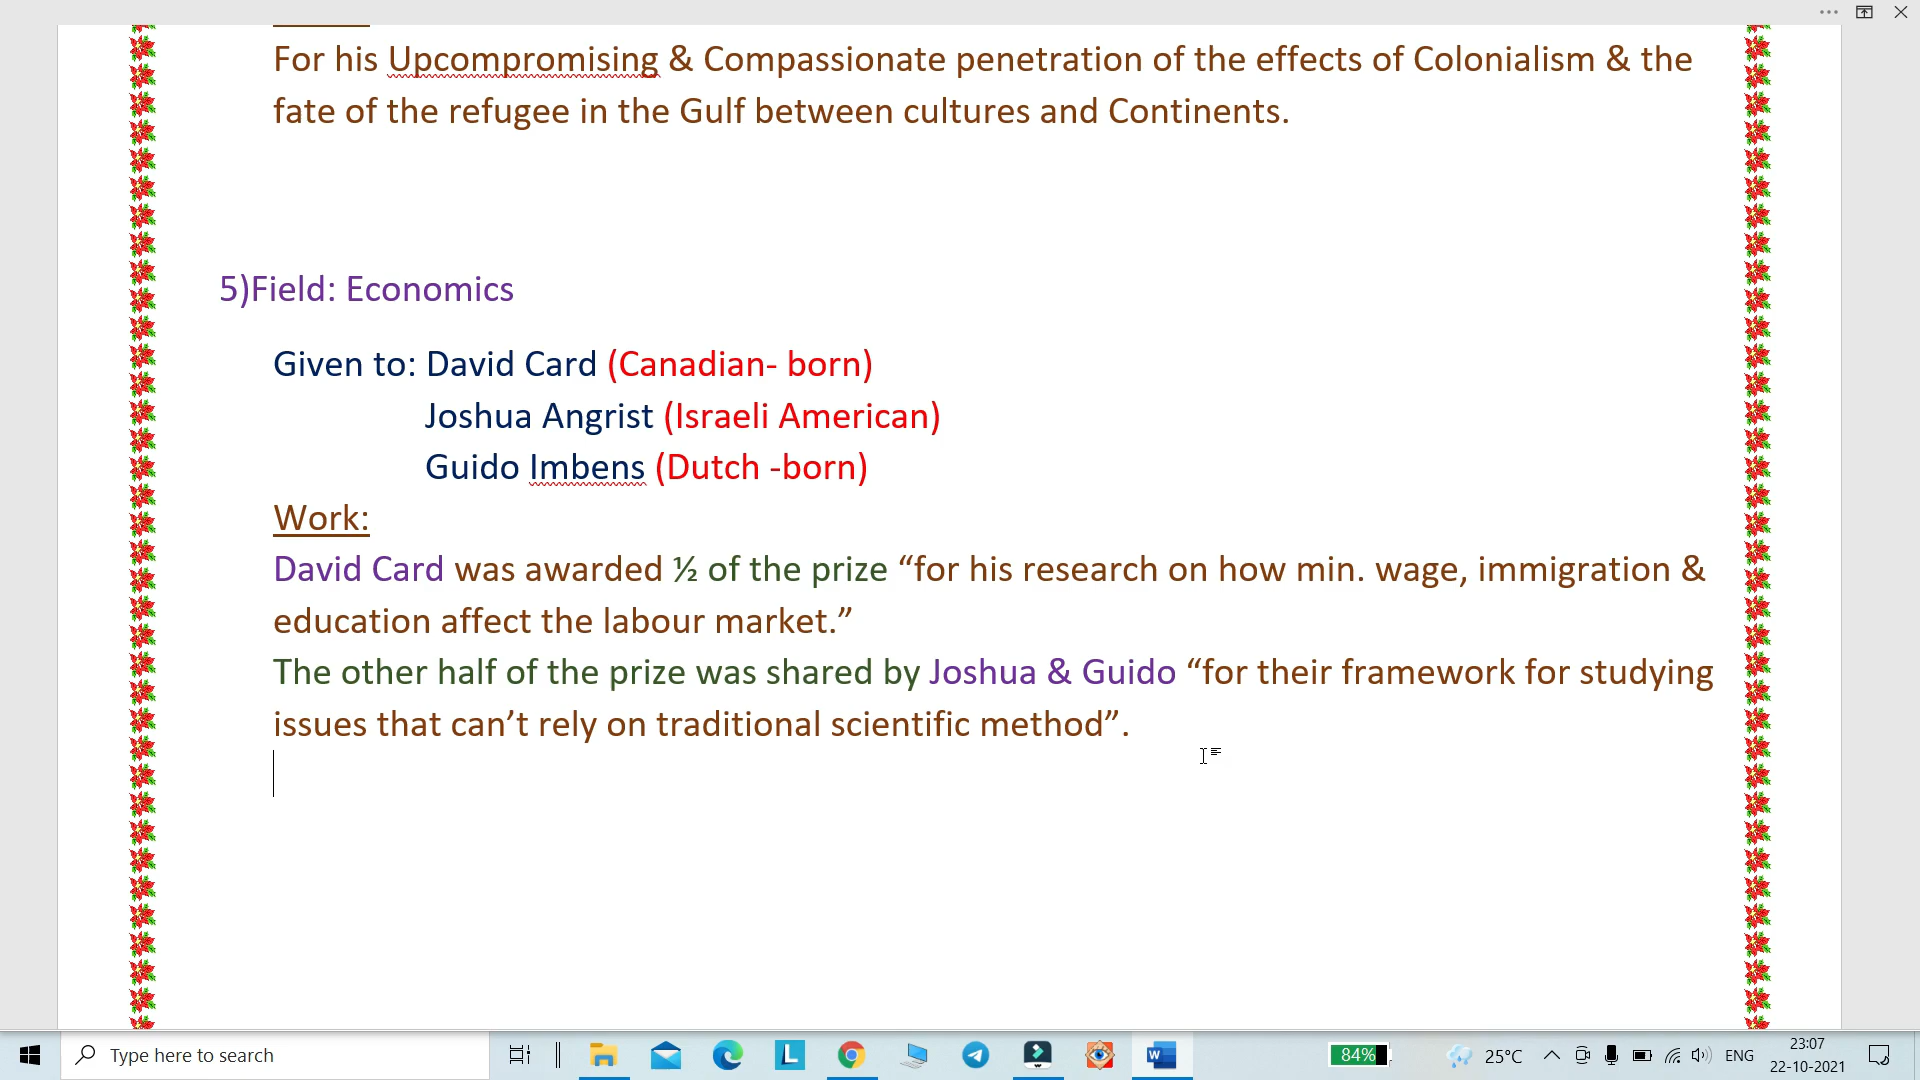 For his Upcompromising & Compassionate penetration of the effects of Colonialism & the
fate of the refugee in the Gulf between cultures and Continents.
5)Field: Economics
Given to: David Card (Canadian- born)
Joshua Angrist (Israeli American)
Guido Imbens (Dutch -born)
Work:
David Card was awarded ½ of the prize “for his research on how min. wage, immigration &
education affect the labour market.”
The other half of the prize was shared by Joshua & Guido “for their framework for studying
issues that can’t rely on traditional scientific method”.
Type here to search
L
W
84%
25°C
ENG
23:07
22-10-2021